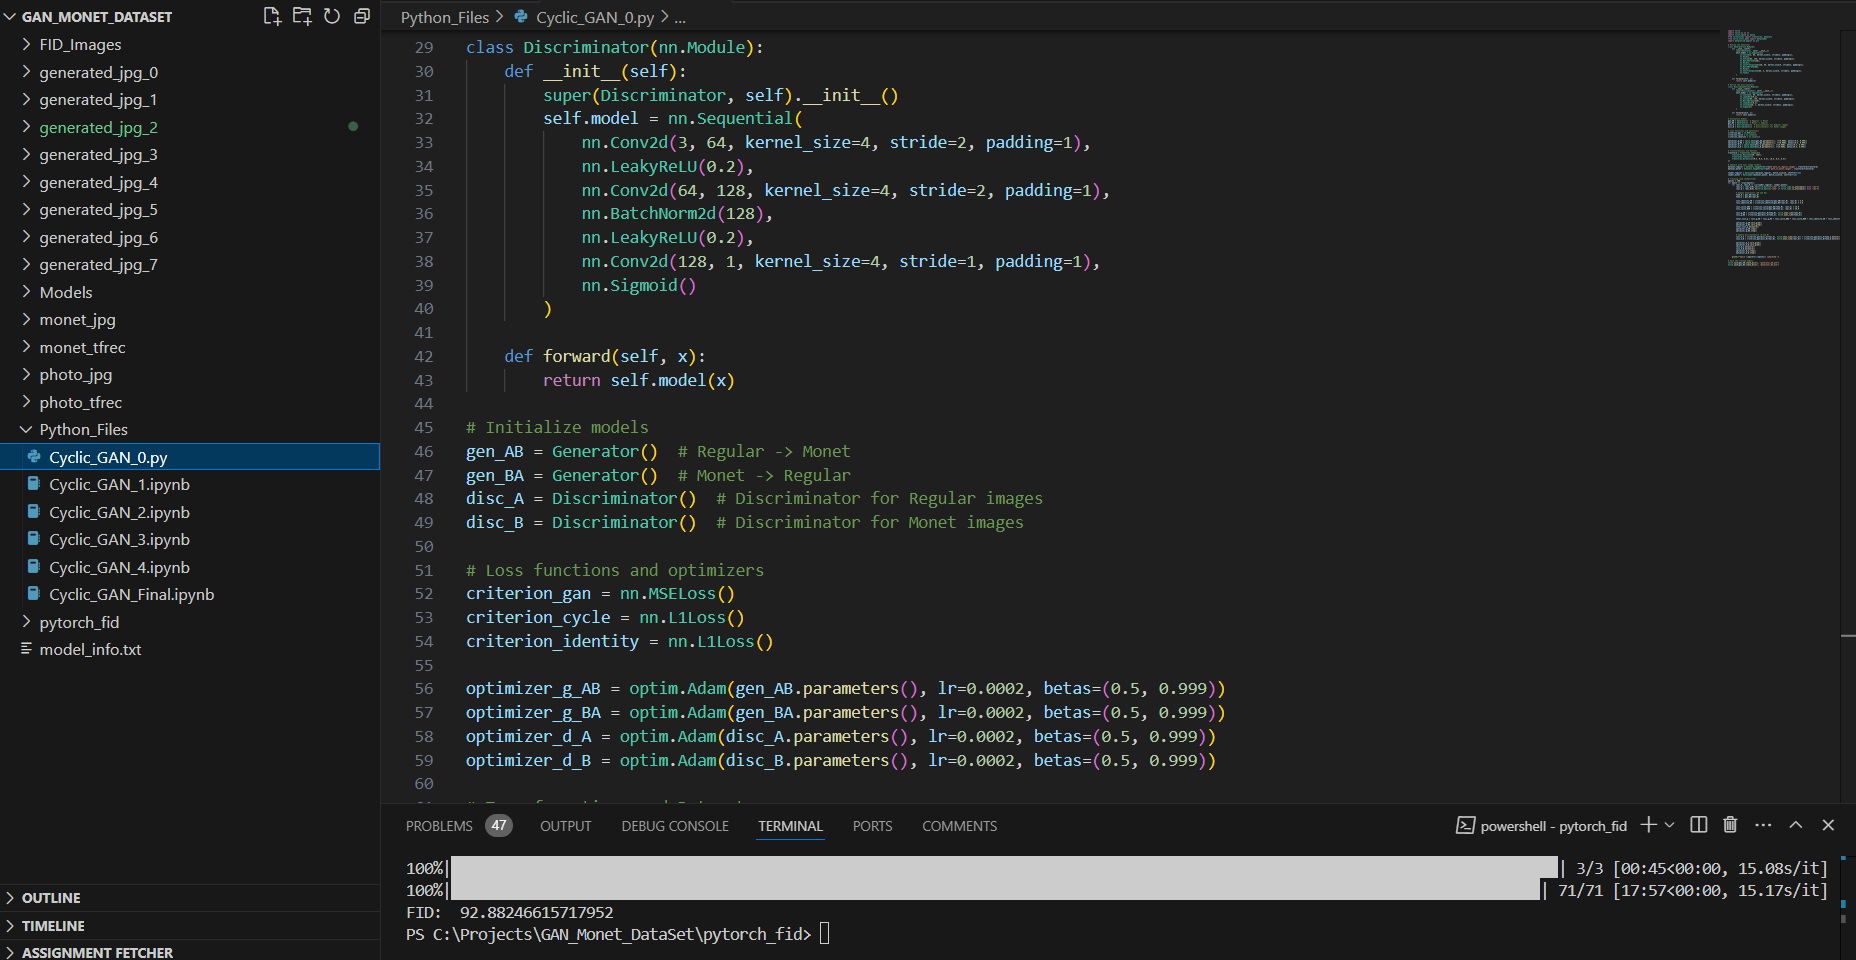 GAN_MONET_DATASET
FID_Images
generated_jpg_0
generated_jpg_1
generated_jpg_2
generated_jpg_3
generated_jpg_4
generated_jpg_5
generated_jpg_6
generated_jpg_7
Models
monet_jpg
monet_tfrec
photo_jpg
photo_tfrec
Python_Files
Cyclic_GAN_0.py
Cyclic_GAN_1.ipynb
Cyclic_GAN_2.ipynb
Cyclic_GAN_3.ipynb
Cyclic_GAN_4.ipynb
Cyclic_GAN_Final.ipynb
pytorch_fid
model_info.txt
OUTLINE
TIMELINE
ASSIGNMENT FETCHER
Python_Files > Cyclic_GAN_0.py > ...
29 class Discriminator(nn.Module):
30     def __init__(self):
31         super(Discriminator, self).__init__()
32         self.model = nn.Sequential(
33             nn.Conv2d(3, 64, kernel_size=4, stride=2, padding=1),
34             nn.LeakyReLU(0.2),
35             nn.Conv2d(64, 128, kernel_size=4, stride=2, padding=1),
36             nn.BatchNorm2d(128),
37             nn.LeakyReLU(0.2),
38             nn.Conv2d(128, 1, kernel_size=4, stride=1, padding=1),
39             nn.Sigmoid()
40         )
41
42     def forward(self, x):
43         return self.model(x)
44
45 # Initialize models
46 gen_AB = Generator()  # Regular -> Monet
47 gen_BA = Generator()  # Monet -> Regular
48 disc_A = Discriminator()  # Discriminator for Regular images
49 disc_B = Discriminator()  # Discriminator for Monet images
50
51 # Loss functions and optimizers
52 criterion_gan = nn.MSELoss()
53 criterion_cycle = nn.L1Loss()
54 criterion_identity = nn.L1Loss()
55
56 optimizer_g_AB = optim.Adam(gen_AB.parameters(), lr=0.0002, betas=(0.5, 0.999))
57 optimizer_g_BA = optim.Adam(gen_BA.parameters(), lr=0.0002, betas=(0.5, 0.999))
58 optimizer_d_A = optim.Adam(disc_A.parameters(), lr=0.0002, betas=(0.5, 0.999))
59 optimizer_d_B = optim.Adam(disc_B.parameters(), lr=0.0002, betas=(0.5, 0.999))
60
PROBLEMS 47 OUTPUT DEBUG CONSOLE TERMINAL PORTS COMMENTS powershell - pytorch_fid
100%| | 3/3 [00:45<00:00, 15.08s/it]
100%| | 71/71 [17:57<00:00, 15.17s/it]
FID:  92.88246615717952
PS C:\Projects\GAN_Monet_DataSet\pytorch_fid>